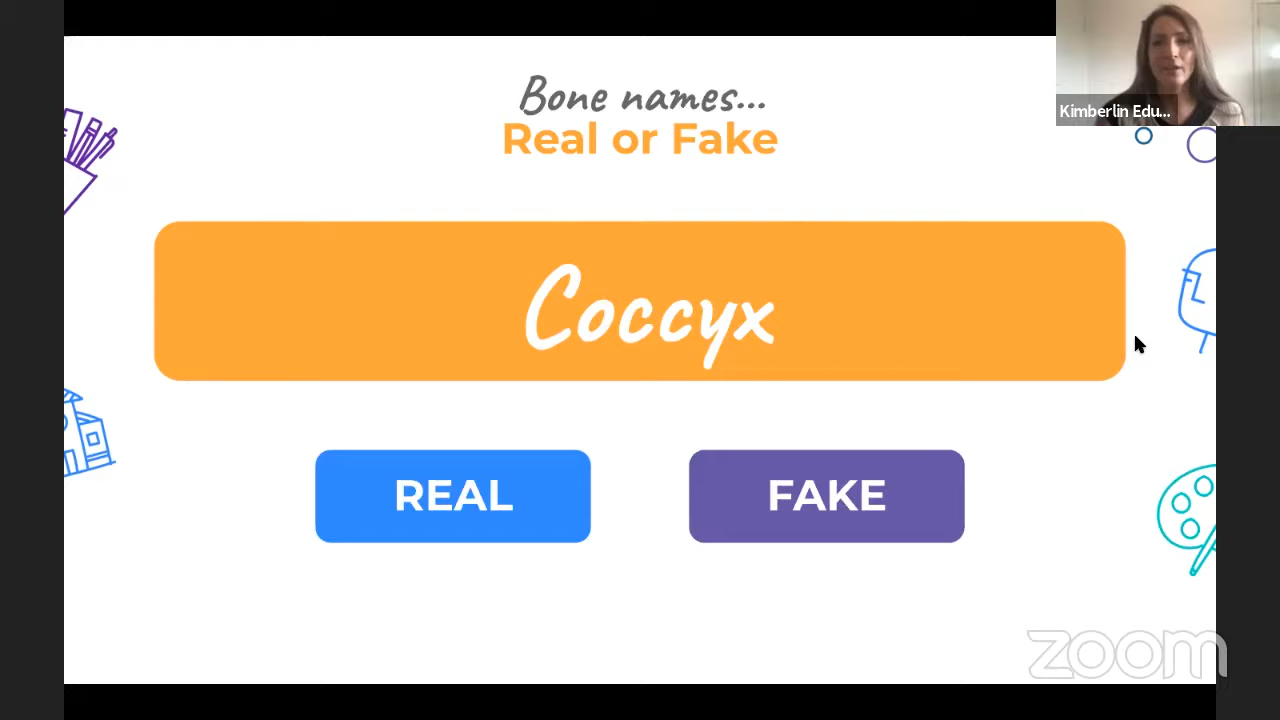 Bone names...
Real or Fake
Kimberlin Edu...
Coccyx
REAL
FAKE
zoom